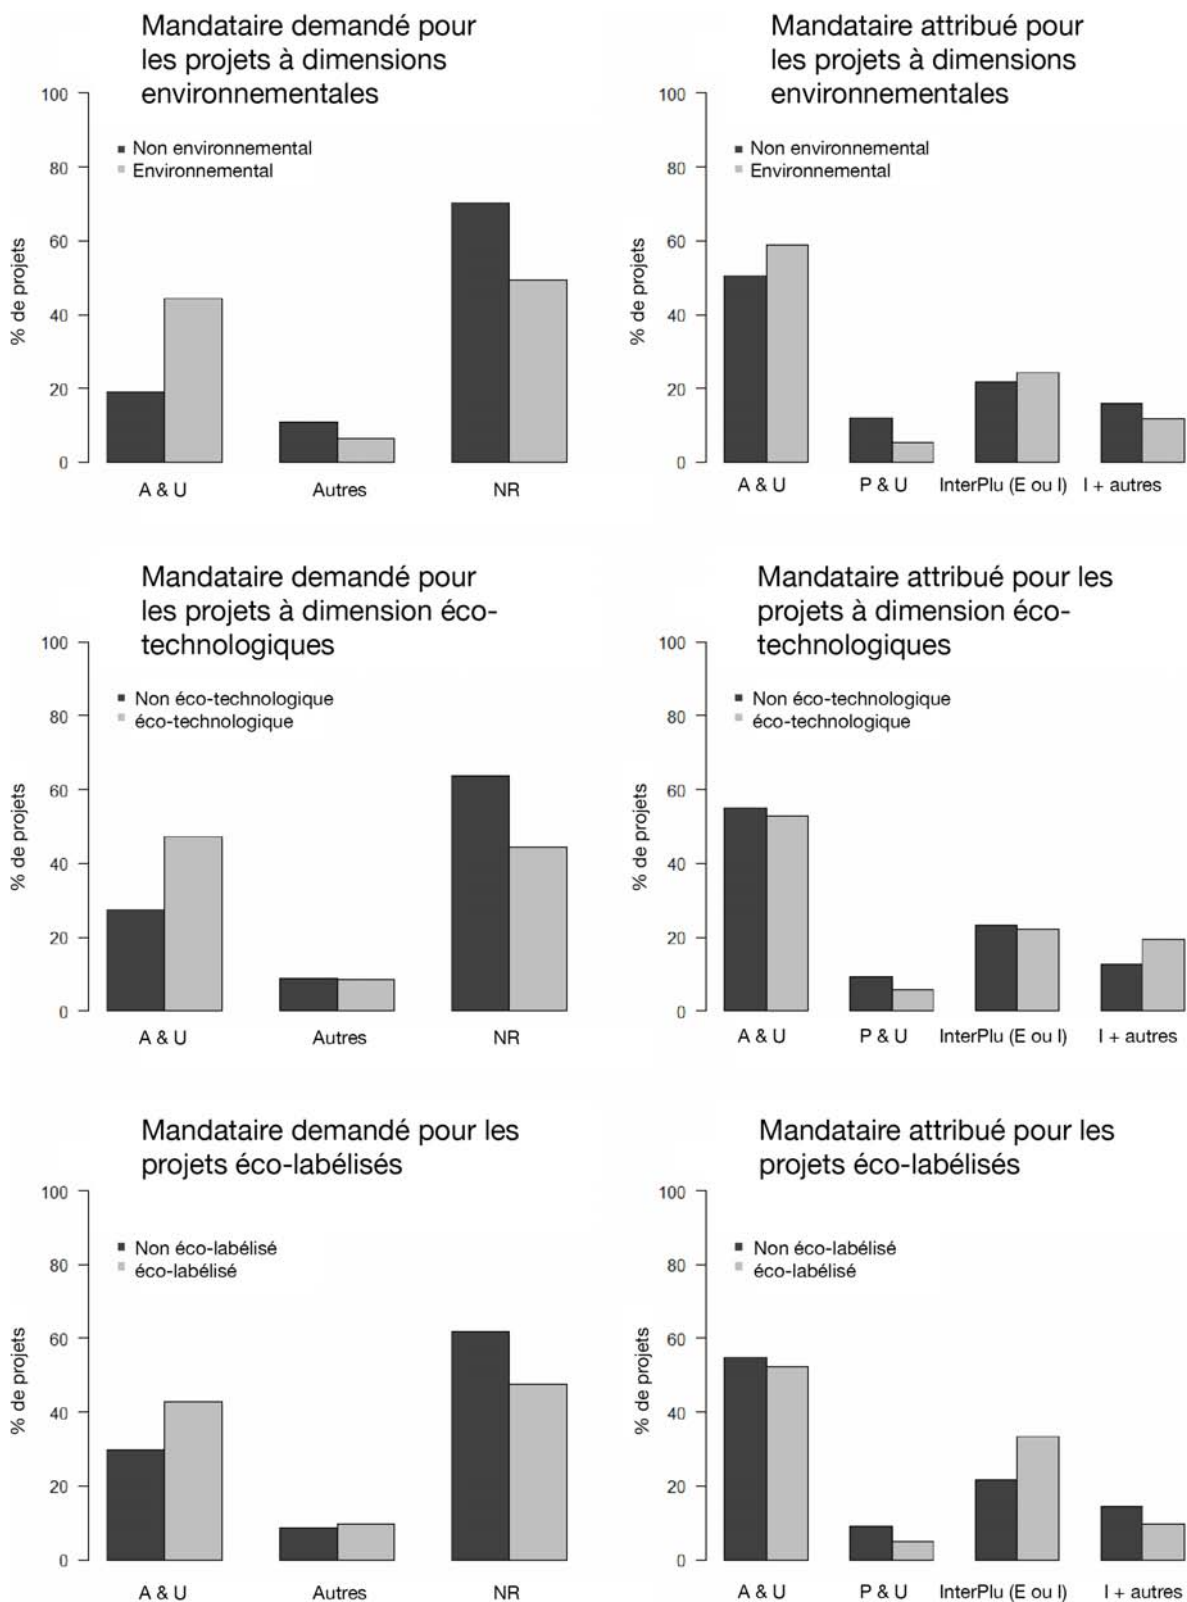 Mandataire demandé pour
les projets à dimensions
environnementales
100
80
60
40
20
0
% de projets
Non environnemental
Environnemental
A & U
Autres
NR
Mandataire attribué pour
les projets à dimensions
environnementales
100
80
60
40
20
0
% de projets
Non environnemental
Environnemental
A & U
P & U
InterPlu (E ou I)
I + autres
Mandataire demandé pour
les projets à dimension éco-
technologiques
100
80
60
40
20
0
% de projets
Non éco-technologique
éco-technologique
A & U
Autres
NR
Mandataire attribué pour les
projets à dimension éco-
technologiques
100
80
60
40
20
0
% de projets
Non éco-technologique
éco-technologique
A & U
P & U
InterPlu (E ou I)
I + autres
Mandataire demandé pour les
projets éco-labélisés
100
80
60
40
20
0
% de projets
Non éco-labélisé
éco-labélisé
A & U
Autres
NR
Mandataire attribué pour les
projets éco-labélisés
100
80
60
40
20
0
% de projets
Non éco-labélisé
éco-labélisé
A & U
P & U
InterPlu (E ou I)
I + autres